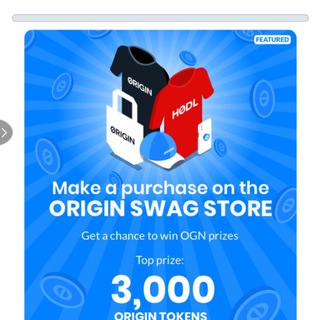 FEATURED
ORIGIN
HODL
ORIGIN
Make a purchase on the
ORIGIN SWAG STORE
Get a chance to win OGN prizes
Top prize:
3,000
ORIGIN TOKENS